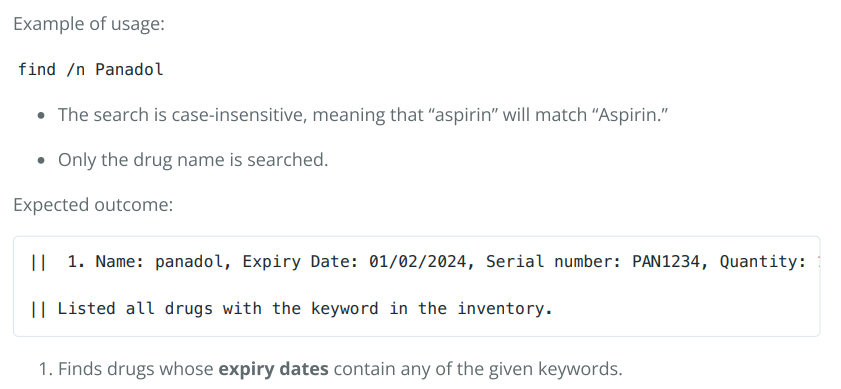 Example of usage:
find /n Panadol
• The search is case-insensitive, meaning that “aspirin” will match “Aspirin.”
• Only the drug name is searched.
Expected outcome:
||  1. Name: panadol, Expiry Date: 01/02/2024, Serial number: PAN1234, Quantity:
|| Listed all drugs with the keyword in the inventory.
1. Finds drugs whose expiry dates contain any of the given keywords.